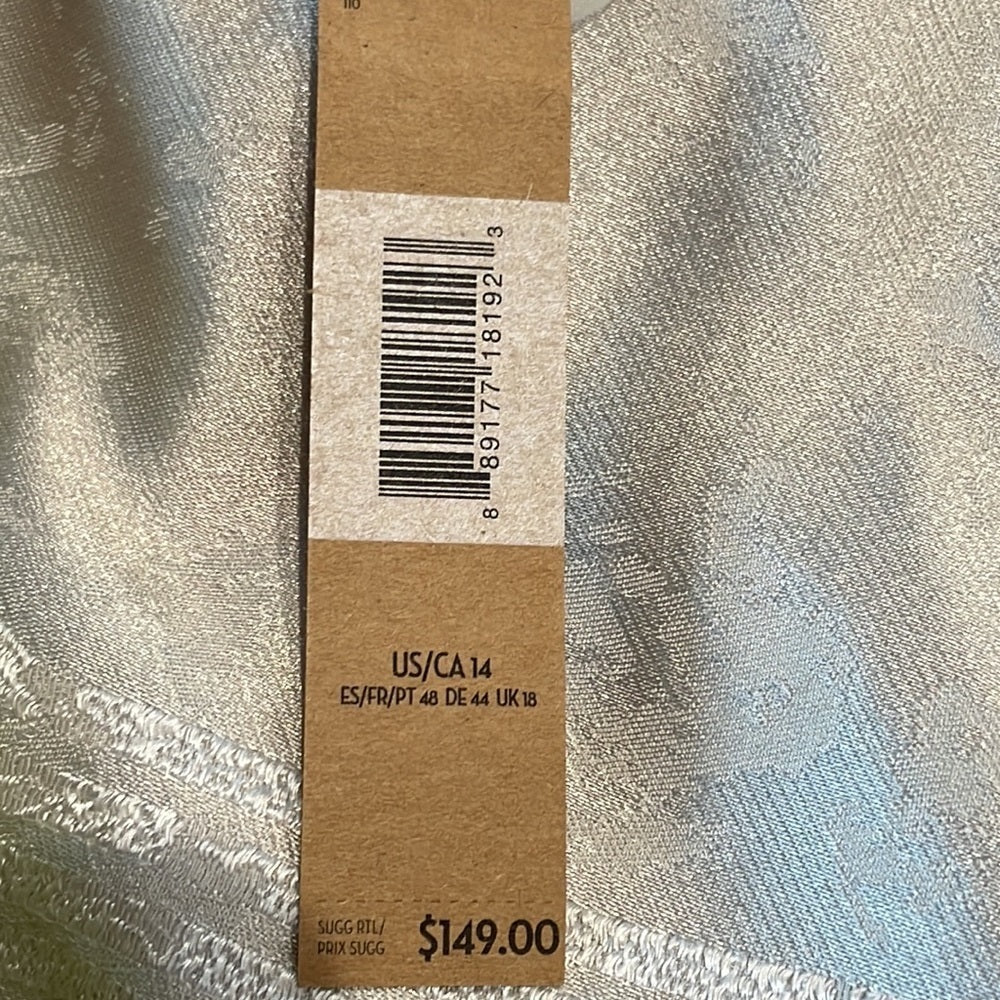 110
8 89177 18192 3
US/CA 14
ES/FR/PT 48 DE 44 UK 18
SUGG RTL/
PRIX SUGG
$149.00